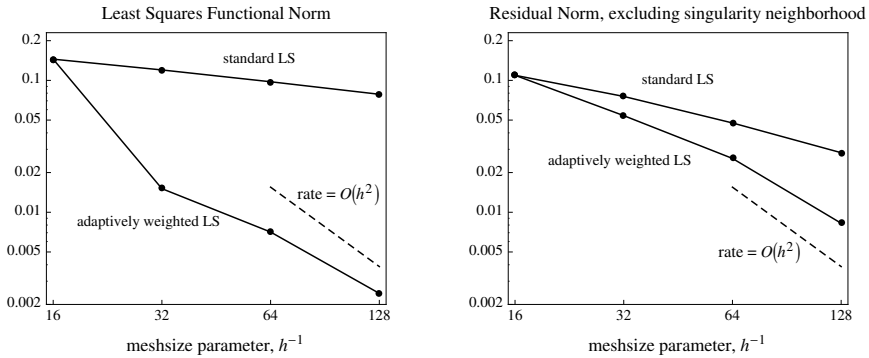 Least Squares Functional Norm
0.2
0.1
0.05
0.02
0.01
0.005
0.002
standard LS
adaptively weighted LS
rate = O(h²)
16
32
64
128
meshsize parameter, h⁻¹
Residual Norm, excluding singularity neighborhood
0.2
0.1
0.05
0.02
0.01
0.005
0.002
standard LS
adaptively weighted LS
rate = O(h²)
16
32
64
128
meshsize parameter, h⁻¹